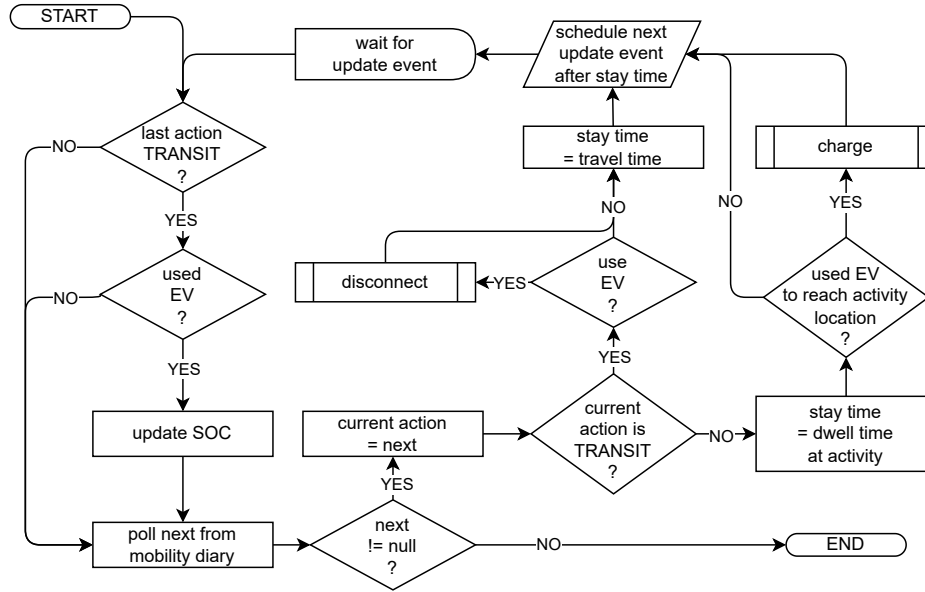 START
wait for
update event
schedule next
update event
after stay time
last action
TRANSIT
?
NO
stay time
= travel time
charge
YES
NO
NO
YES
used
EV
?
NO
disconnect
YES
use
EV
?
used EV
to reach activity
location
?
YES
YES
update SOC
current action
= next
current
action is
TRANSIT
?
NO
stay time
= dwell time
at activity
YES
poll next from
mobility diary
next
!= null
?
NO
END